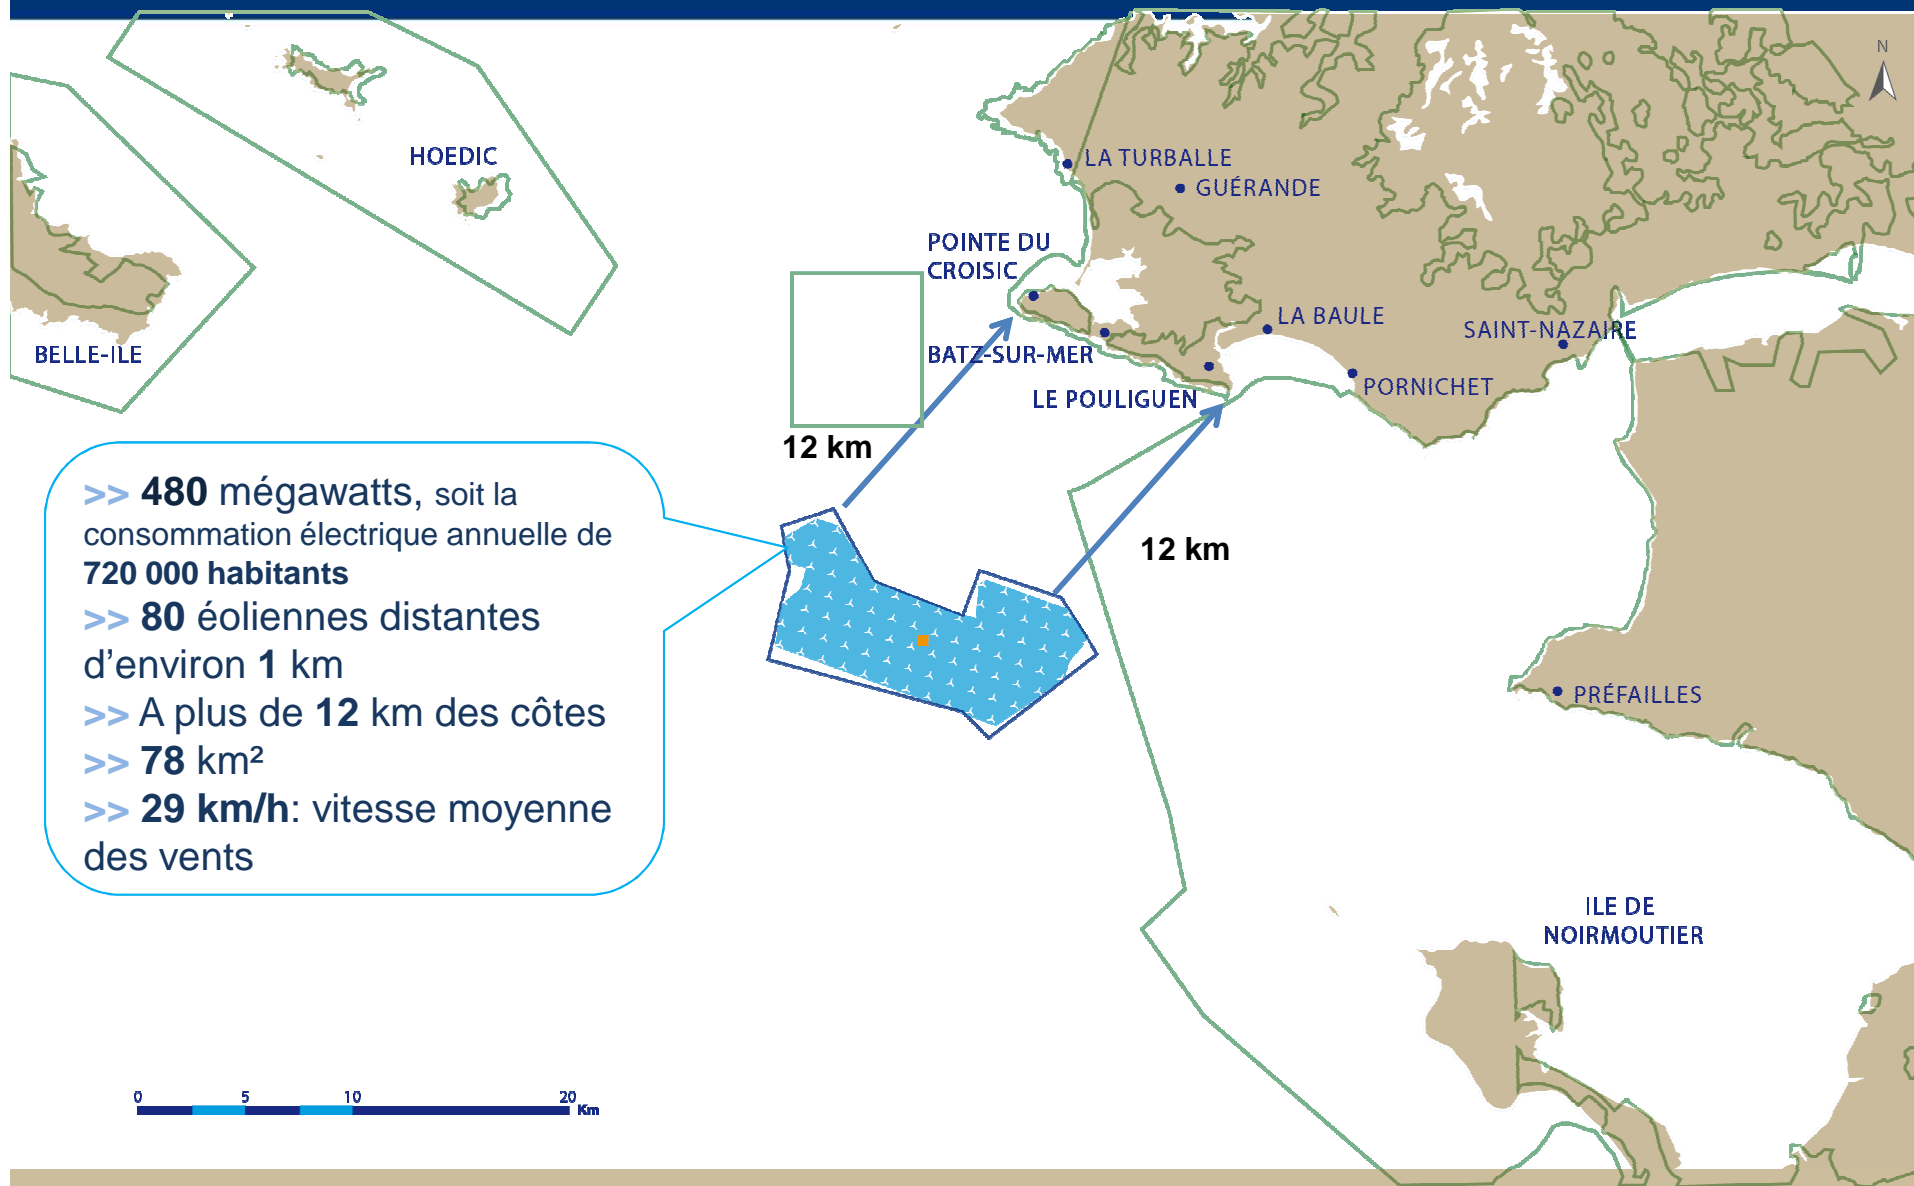 N
HOEDIC
LA TURBALLE
GUÉRANDE
POINTE DU
CROISIC
BELLE-ILE
LA BAULE
SAINT-NAZAIRE
BATZ-SUR-MER
PORNICHET
LE POULIGUEN
12 km
12 km
>> 480 mégawatts, soit la
consommation électrique annuelle de
720 000 habitants
>> 80 éoliennes distantes
d'environ 1 km
>> A plus de 12 km des côtes
>> 78 km²
>> 29 km/h: vitesse moyenne
des vents
PRÉFAILLES
ILE DE
NOIRMOUTIER
0 5 10 20
Km